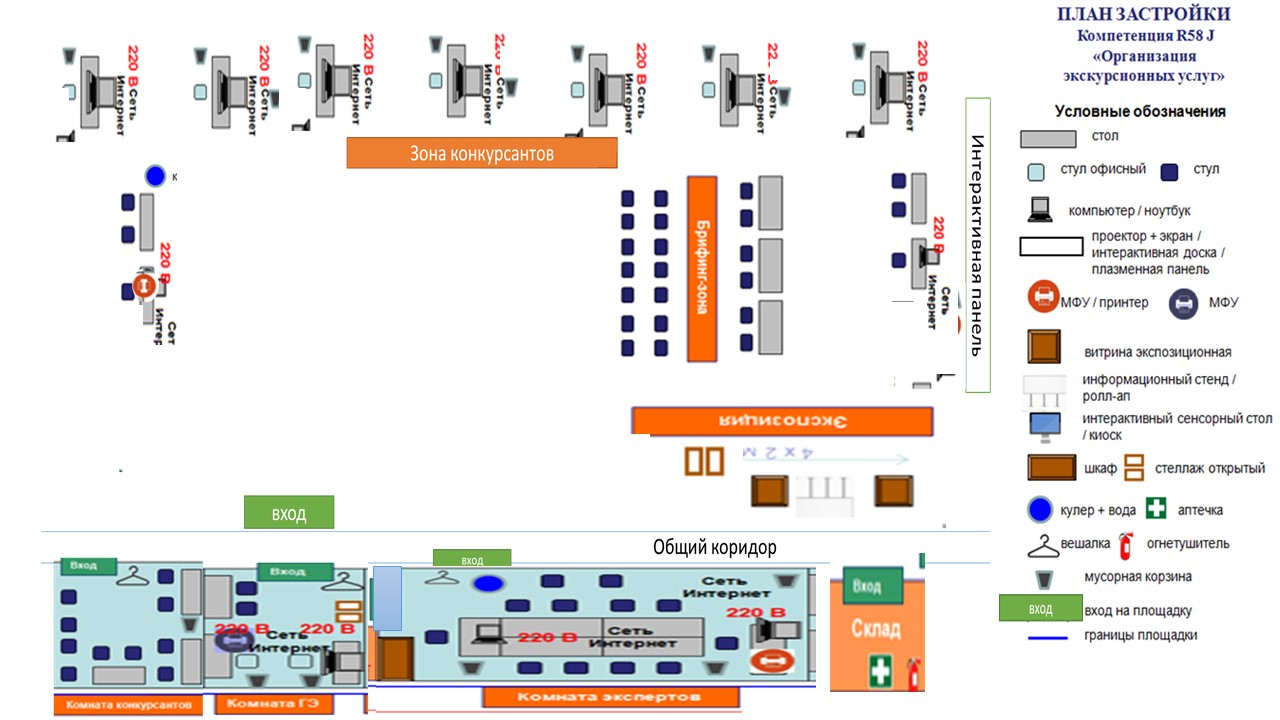 ПЛАН ЗАСТРОЙКИ
Компетенция R58 J
«Организация
экскурсионных услуг»
Условные обозначения
стол
стул офисный
стул
компьютер / ноутбук
проектор + экран /
интерактивная доска /
плазменная панель
МФУ / принтер
МФУ
витрина экспозиционная
информационный стенд /
ролл-ап
интерактивный сенсорный стол
/ киоск
шкаф
стеллаж открытый
кулер + вода
аптечка
вешалка
огнетушитель
мусорная корзина
вход
вход на площадку
границы площадки
220 В
Сеть
Интернет
220 В
Сеть
Интернет
220 В
Сеть
Интернет
Сеть
Интернет
220 В
Сеть
Интернет
Сеть
Интернет
220 В
Сеть
Интернет
Зона конкурсантов
к
220 В
Брифинг-зона
220 В
Сеть
Интернет
Интерактивная панель
Экспозиция
4 x 2 м
вход
Общий коридор
Вход
Вход
220 В
220 В
Сеть
Интернет
Комната конкурсантов
Комната ГЭ
вход
Сеть
Интернет
220 В
220 В
Сеть
Интернет
Комната экспертов
Вход
Склад